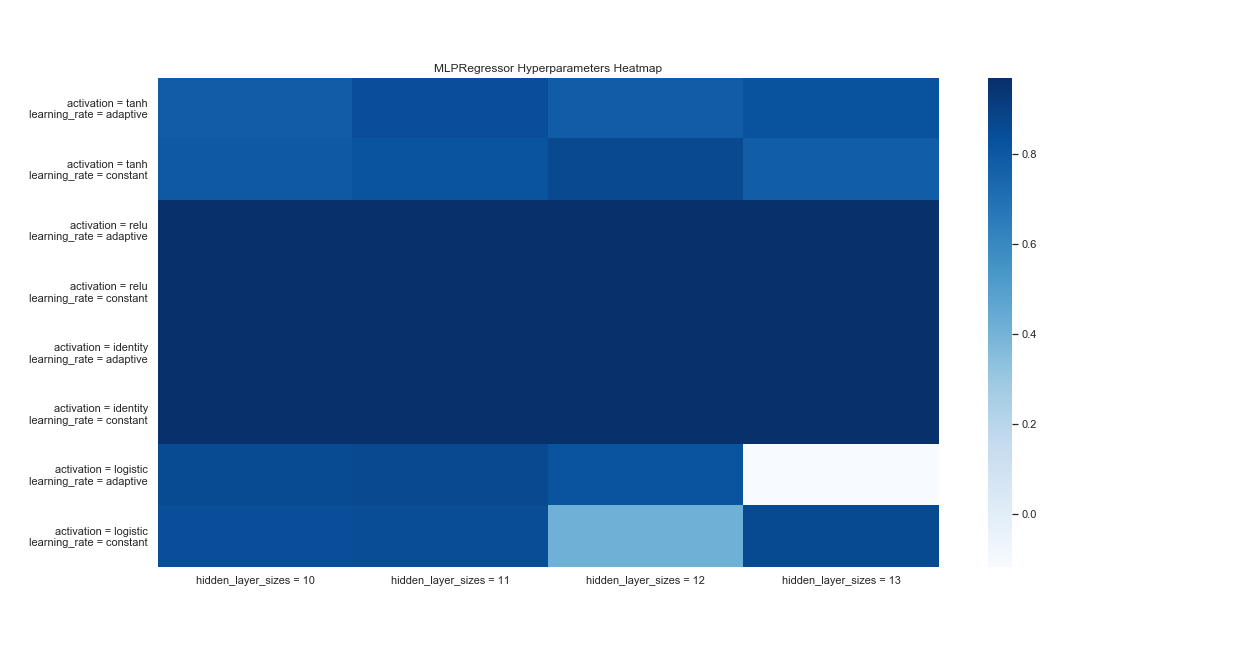 MLPRegressor Hyperparameters Heatmap
activation = tanh
learning_rate = adaptive
activation = tanh
learning_rate = constant
activation = relu
learning_rate = adaptive
activation = relu
learning_rate = constant
activation = identity
learning_rate = adaptive
activation = identity
learning_rate = constant
activation = logistic
learning_rate = adaptive
activation = logistic
learning_rate = constant
hidden_layer_sizes = 10
hidden_layer_sizes = 11
hidden_layer_sizes = 12
hidden_layer_sizes = 13
0.8
0.6
0.4
0.2
0.0